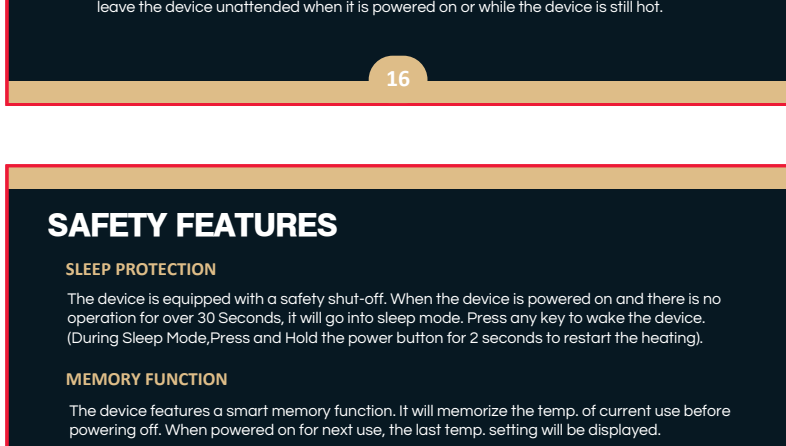 leave the device unattended when it is powered on or while the device is still hot.
16
SAFETY FEATURES
SLEEP PROTECTION
The device is equipped with a safety shut-off. When the device is powered on and there is no
operation for over 30 Seconds, it will go into sleep mode. Press any key to wake the device.
(During Sleep Mode,Press and Hold the power button for 2 seconds to restart the heating).
MEMORY FUNCTION
The device features a smart memory function. It will memorize the temp. of current use before
powering off. When powered on for next use, the last temp. setting will be displayed.